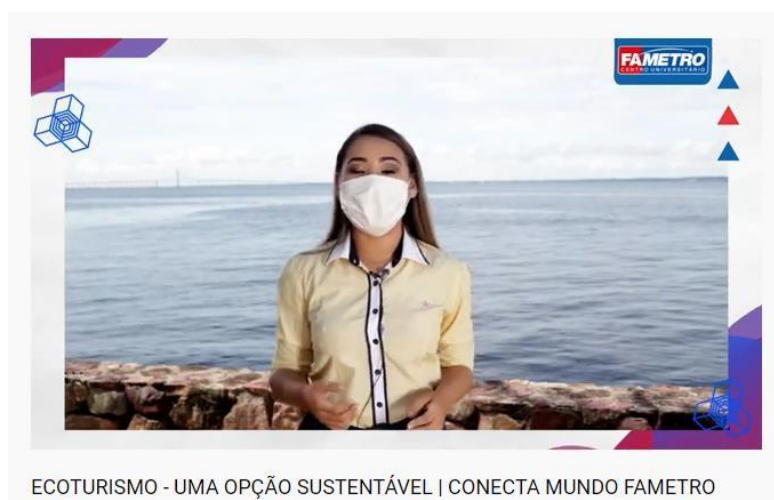 FAMETRO
CENTRO UNIVERSITÁRIO
ECOTURISMO - UMA OPÇÃO SUSTENTÁVEL | CONECTA MUNDO FAMETRO